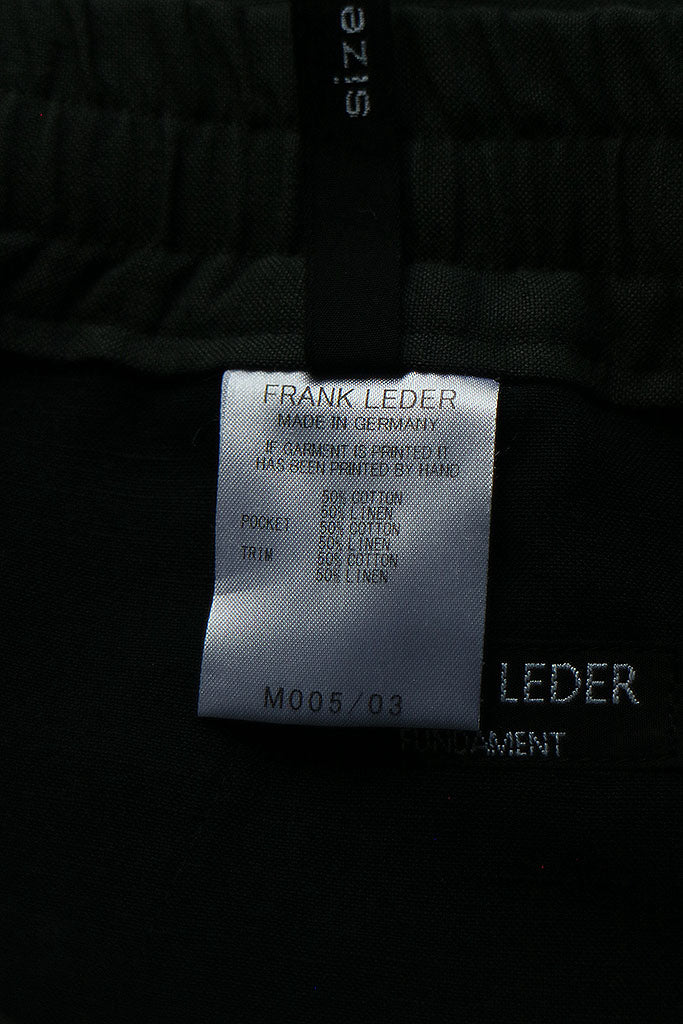 size
FRANK LEDER
MADE IN GERMANY
IF GARMENT IS PRINTED IT
HAS BEEN PRINTED BY HAND
50% COTTON
50% LINEN
POCKET 50% COTTON
50% LINEN
TRIM 50% COTTON
50% LINEN
M005/03
LEDER
FUNDAMENT